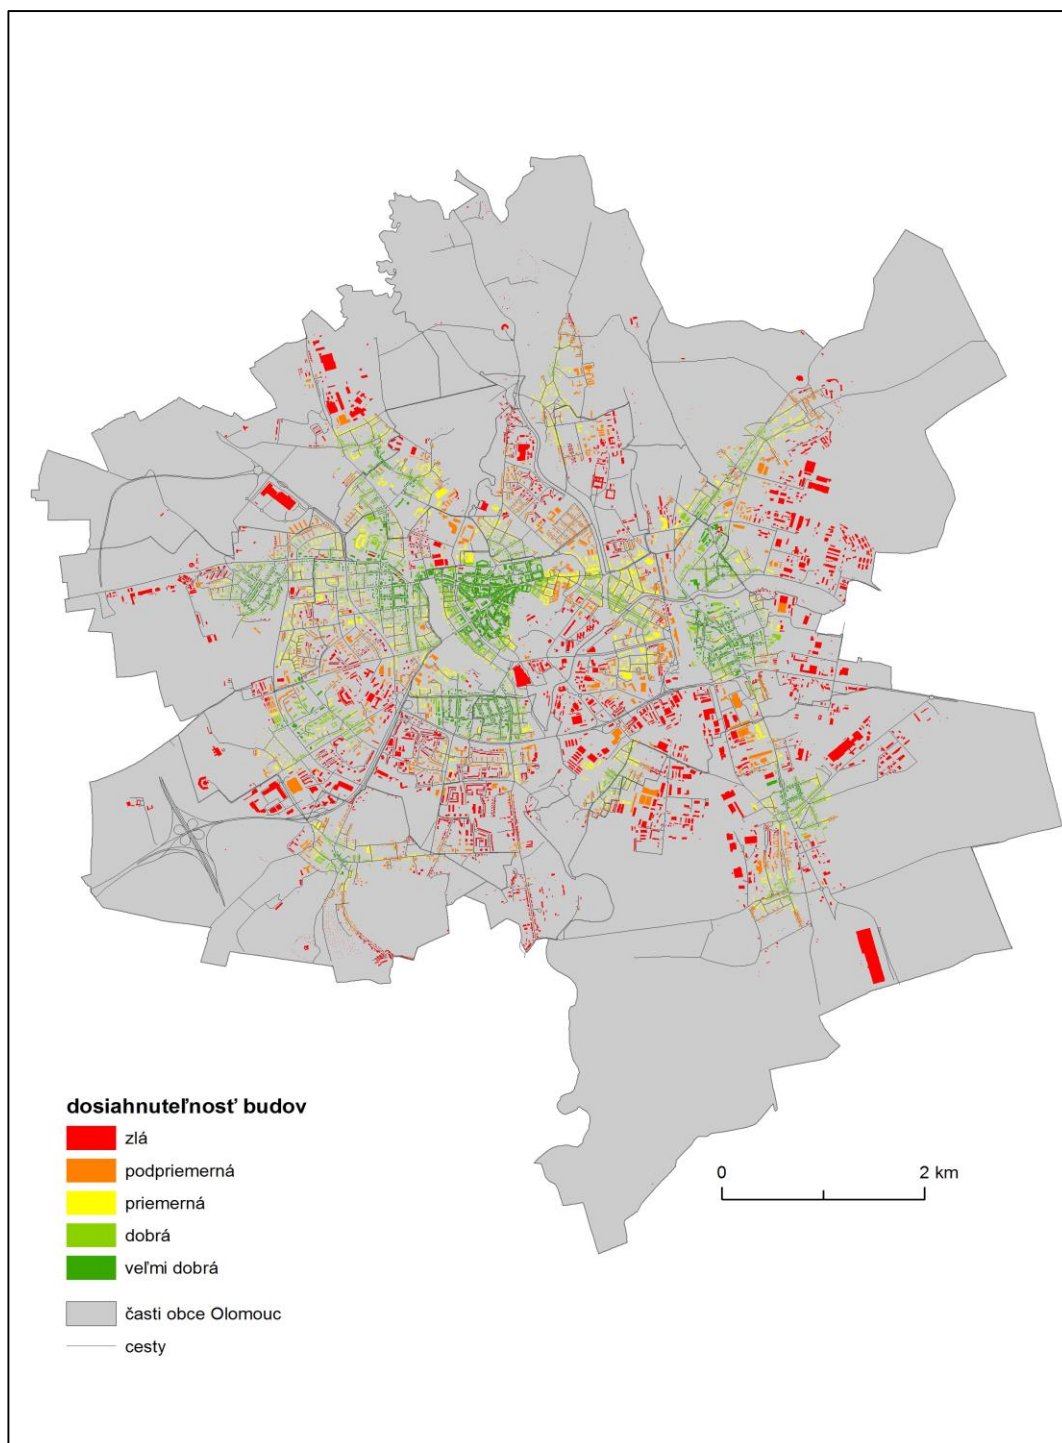 dosiahnuteľnosť budov
zlá
podpriemerná
priemerná
dobrá
veľmi dobrá
časti obce Olomouc
cesty
0 2 km